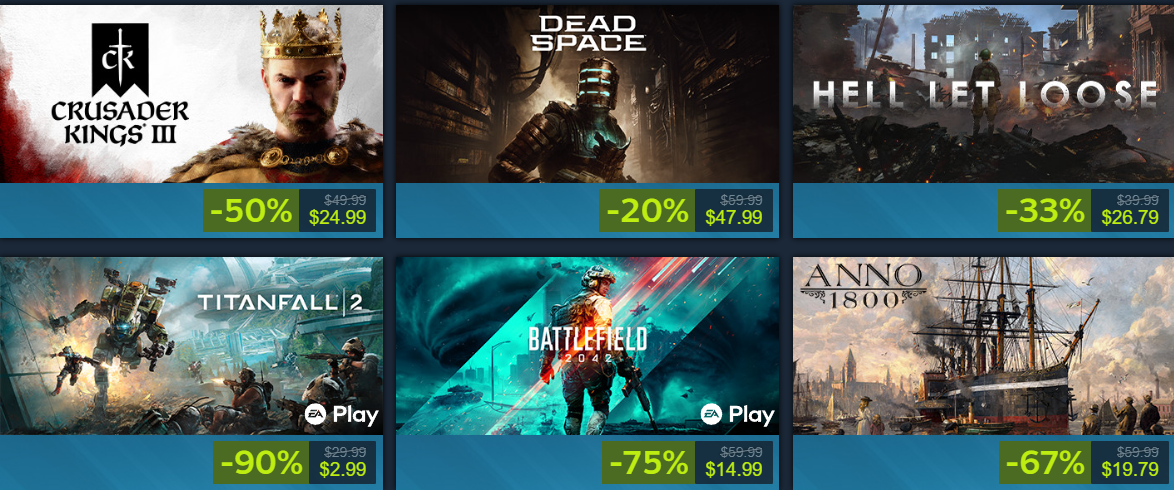 CK
CRUSADER
KINGS III
-50%
$49.99
$24.99
DEAD
SPACE
-20%
$59.99
$47.99
HELL LET LOOSE
-33%
$39.99
$26.79
TITANFALL|2
EA Play
-90%
$29.99
$2.99
BATTLEFIELD
2042
EA Play
-75%
$59.99
$14.99
ANNO
1800
-67%
$59.99
$19.79